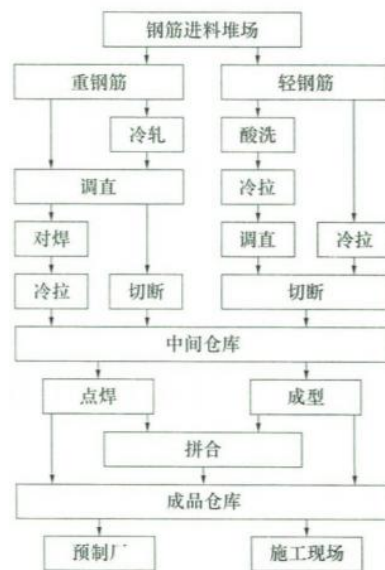 钢筋进料堆场
重钢筋 轻钢筋
冷轧 酸洗
调直 冷拉
对焊 调直 冷拉
冷拉 切断 切断
中间仓库
点焊 成型
拼合
成品仓库
预制厂 施工现场